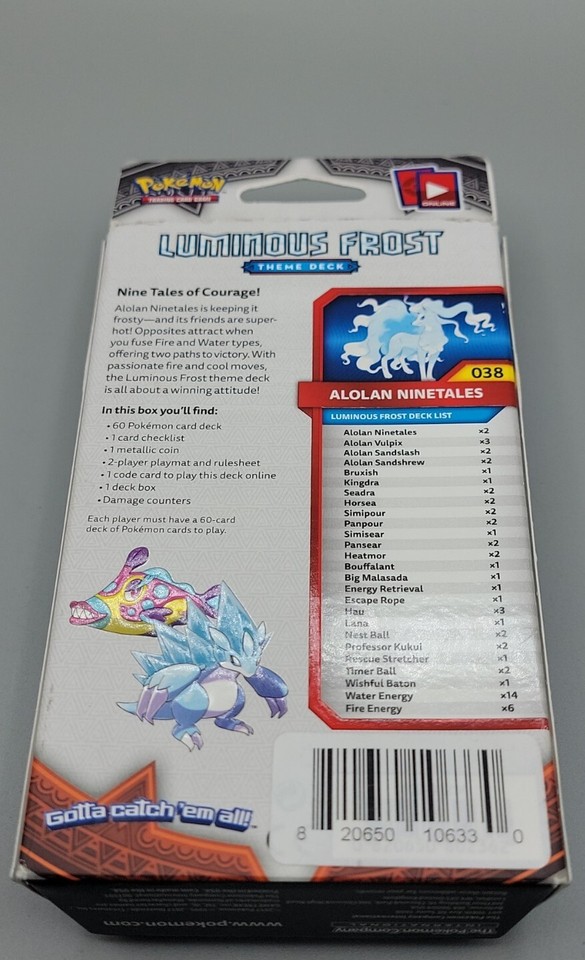 Pokémon
TRADING CARD GAME
ONLINE
LUMINOUS FROST
THEME DECK
Nine Tales of Courage!
Alolan Ninetales is keeping it
frosty—and its friends are super-
hot! Opposites attract when
you fuse Fire and Water types,
offering two paths to victory. With
passionate fire and cool moves,
the Luminous Frost theme deck
is all about a winning attitude!
In this box you'll find:
• 60 Pokémon card deck
• 1 card checklist
• 1 metallic coin
• 2-player playmat and rulesheet
• 1 code card to play this deck online
• 1 deck box
• Damage counters
Each player must have a 60-card
deck of Pokémon cards to play.
038
ALOLAN NINETALES
LUMINOUS FROST DECK LIST
Alolan Ninetales ×2
Alolan Vulpix ×3
Alolan Sandslash ×2
Alolan Sandshrew ×2
Bruxish ×1
Kingdra ×1
Seadra ×2
Horsea ×2
Simipour ×2
Panpour ×2
Simisear ×1
Pansear ×2
Heatmor ×2
Bouffalant ×1
Big Malasada ×1
Energy Retrieval ×1
Escape Rope ×1
Hau ×3
Lana ×1
Nest Ball ×2
Professor Kukui ×2
Rescue Stretcher ×1
Timer Ball ×2
Wishful Baton ×1
Water Energy ×14
Fire Energy ×6
Gotta catch 'em all!™
8 20650 10633 0
www.pokemon.com
The Pokémon Company
INTERNATIONAL